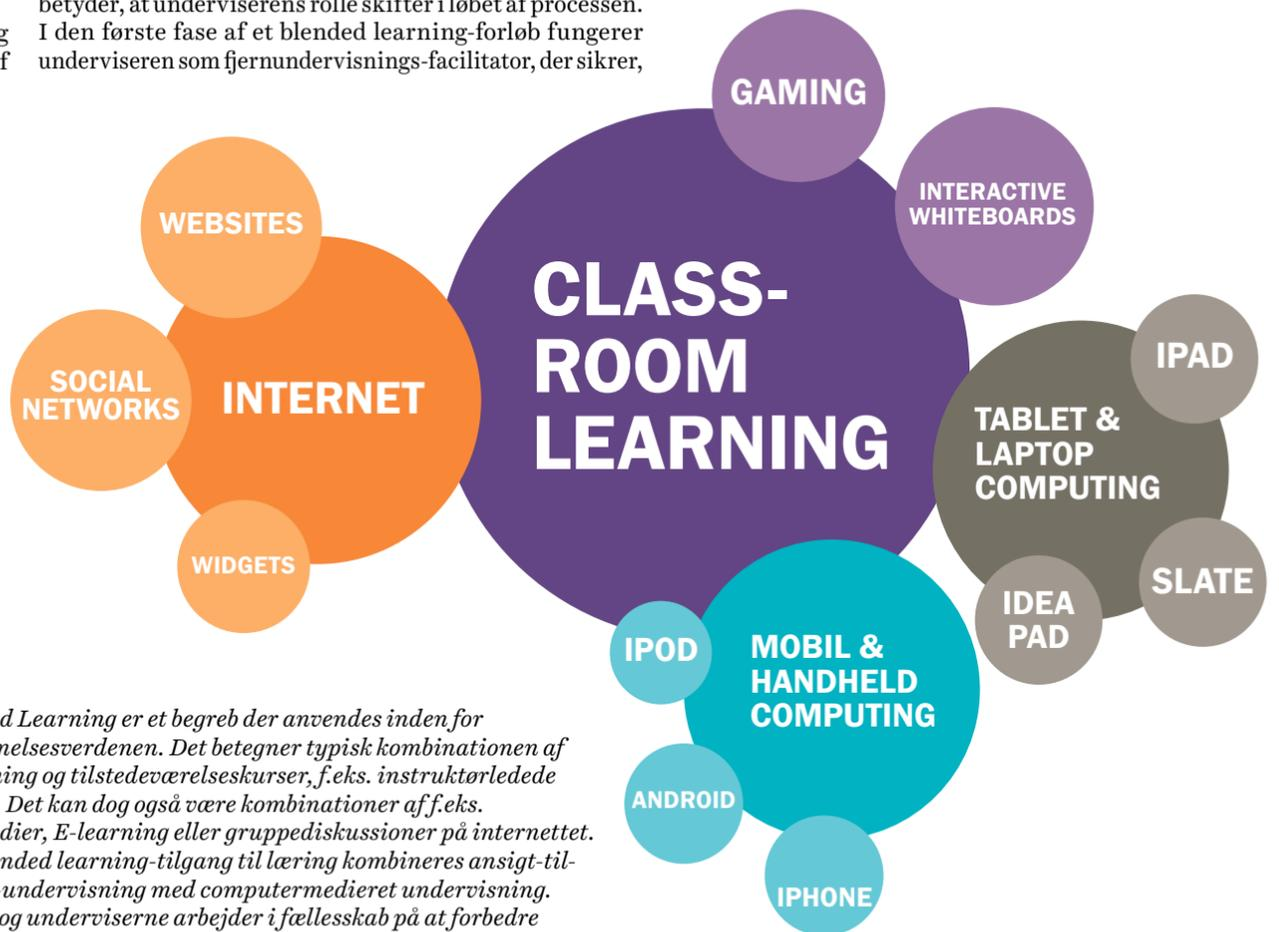 betyder, at underviserens rolle skifter i løbet af processen.
g
I den første fase af et blended learning-forløb fungerer
f
underviseren som fjernundervisnings-facilitator, der sikrer,
GAMING
INTERACTIVE
WHITEBOARDS
WEBSITES
SOCIAL
NETWORKS
INTERNET
WIDGETS
CLASS-
ROOM
LEARNING
IPAD
TABLET &
LAPTOP
COMPUTING
SLATE
IDEA
PAD
IPOD
MOBIL &
HANDHELD
COMPUTING
ANDROID
IPHONE
d Learning er et begreb der anvendes inden for
nelsesverdenen. Det betegner typisk kombinationen af
ning og tilstedeværelseskurser, f.eks. instruktørledede
Det kan dog også være kombinationer af f.eks.
dier, E-learning eller gruppediskussioner på internettet.
nded learning-tilgang til læring kombineres ansigt-til-
-undervisning med computermedieret undervisning.
og underviserne arbejder i fællesskab på at forbedre